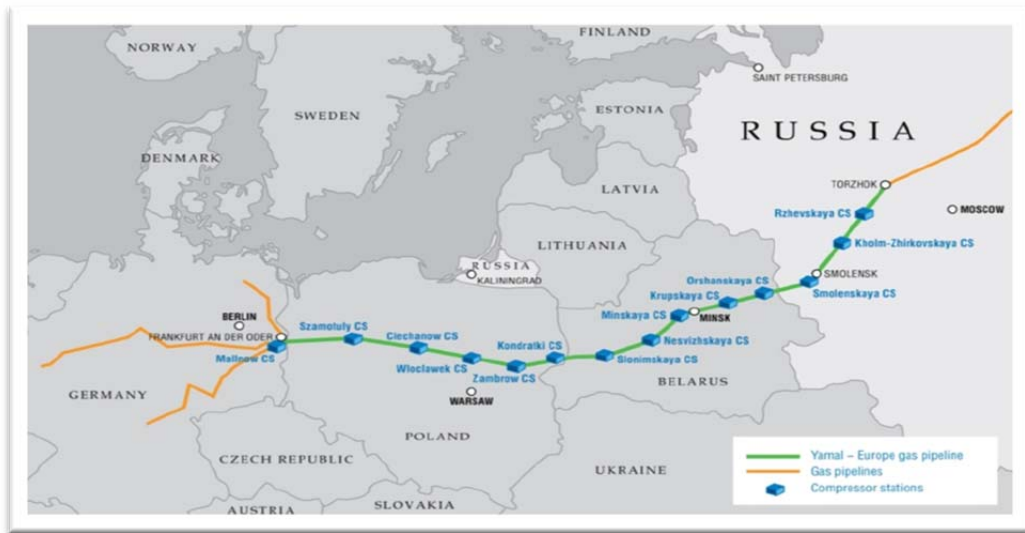 NORWAY
FINLAND
SAINT PETERSBURG
SWEDEN
ESTONIA
RUSSIA
DENMARK
LATVIA
TORZHOK
Rzhevskaya CS
MOSCOW
LITHUANIA
Kholm-Zhirkovskaya CS
RUSSIA
KALININGRAD
SMOLENSK
Orshanskaya CS
Smolenskaya CS
Krupskaya CS
BERLIN
Minskaya CS
MINSK
Szamotuly CS
FRANKFURT AN DER ODER
Ciechanow CS
Kondratki CS
Nesvizhskaya CS
Mallnow CS
Wloclawek CS
Slonimskaya CS
Zambrow CS
BELARUS
GERMANY
WARSAW
POLAND
CZECH REPUBLIC
UKRAINE
Yamal – Europe gas pipeline
Gas pipelines
Compressor stations
SLOVAKIA
AUSTRIA